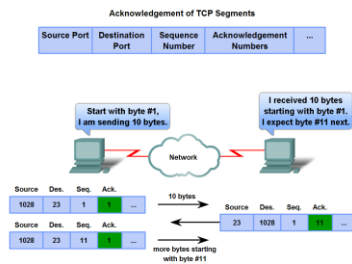 Acknowledgement of TCP Segments
Source Port
Destination
Port
Sequence
Number
Acknowledgement
Numbers
...
Start with byte #1,
I am sending 10 bytes.
I received 10 bytes
starting with byte #1.
I expect byte #11 next.
Network
Source Des. Seq. Ack.
1028 23 1 1 ...
10 bytes
Source Des. Seq. Ack.
23 1028 1 11 ...
Source Des. Seq. Ack.
1028 23 11 1 ...
more bytes starting
with byte #11